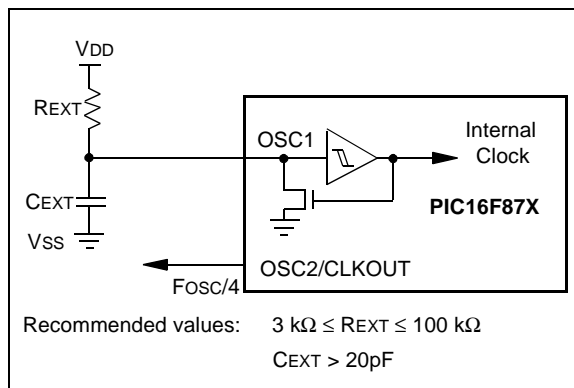 VDD
REXT
OSC1
Internal
Clock
CEXT
PIC16F87X
VSS
OSC2/CLKOUT
FOSC/4
Recommended values: 3 kΩ ≤ REXT ≤ 100 kΩ
CEXT > 20pF